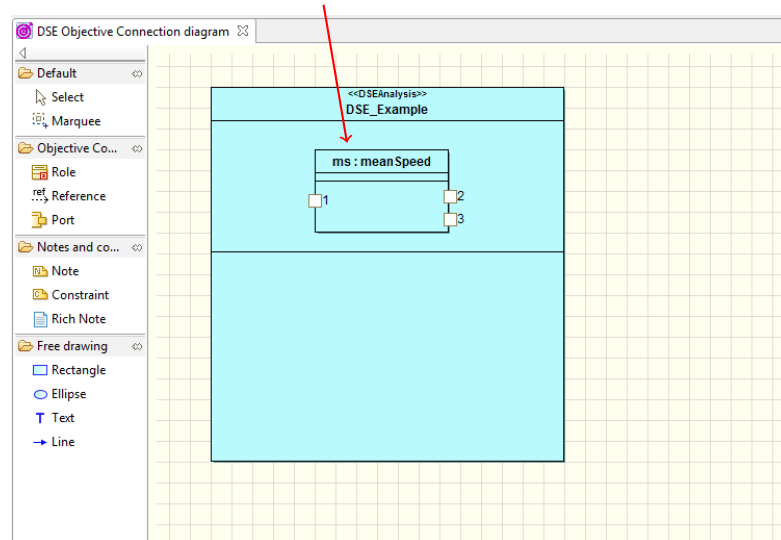 DSE Objective Connection diagram
Default
Select
Marquee
Objective Co...
Role
ref Reference
Port
Notes and co...
N Note
C Constraint
Rich Note
Free drawing
Rectangle
Ellipse
T Text
Line
<<DSEAnalysis>>
DSE_Example
ms : meanSpeed
1
2
3